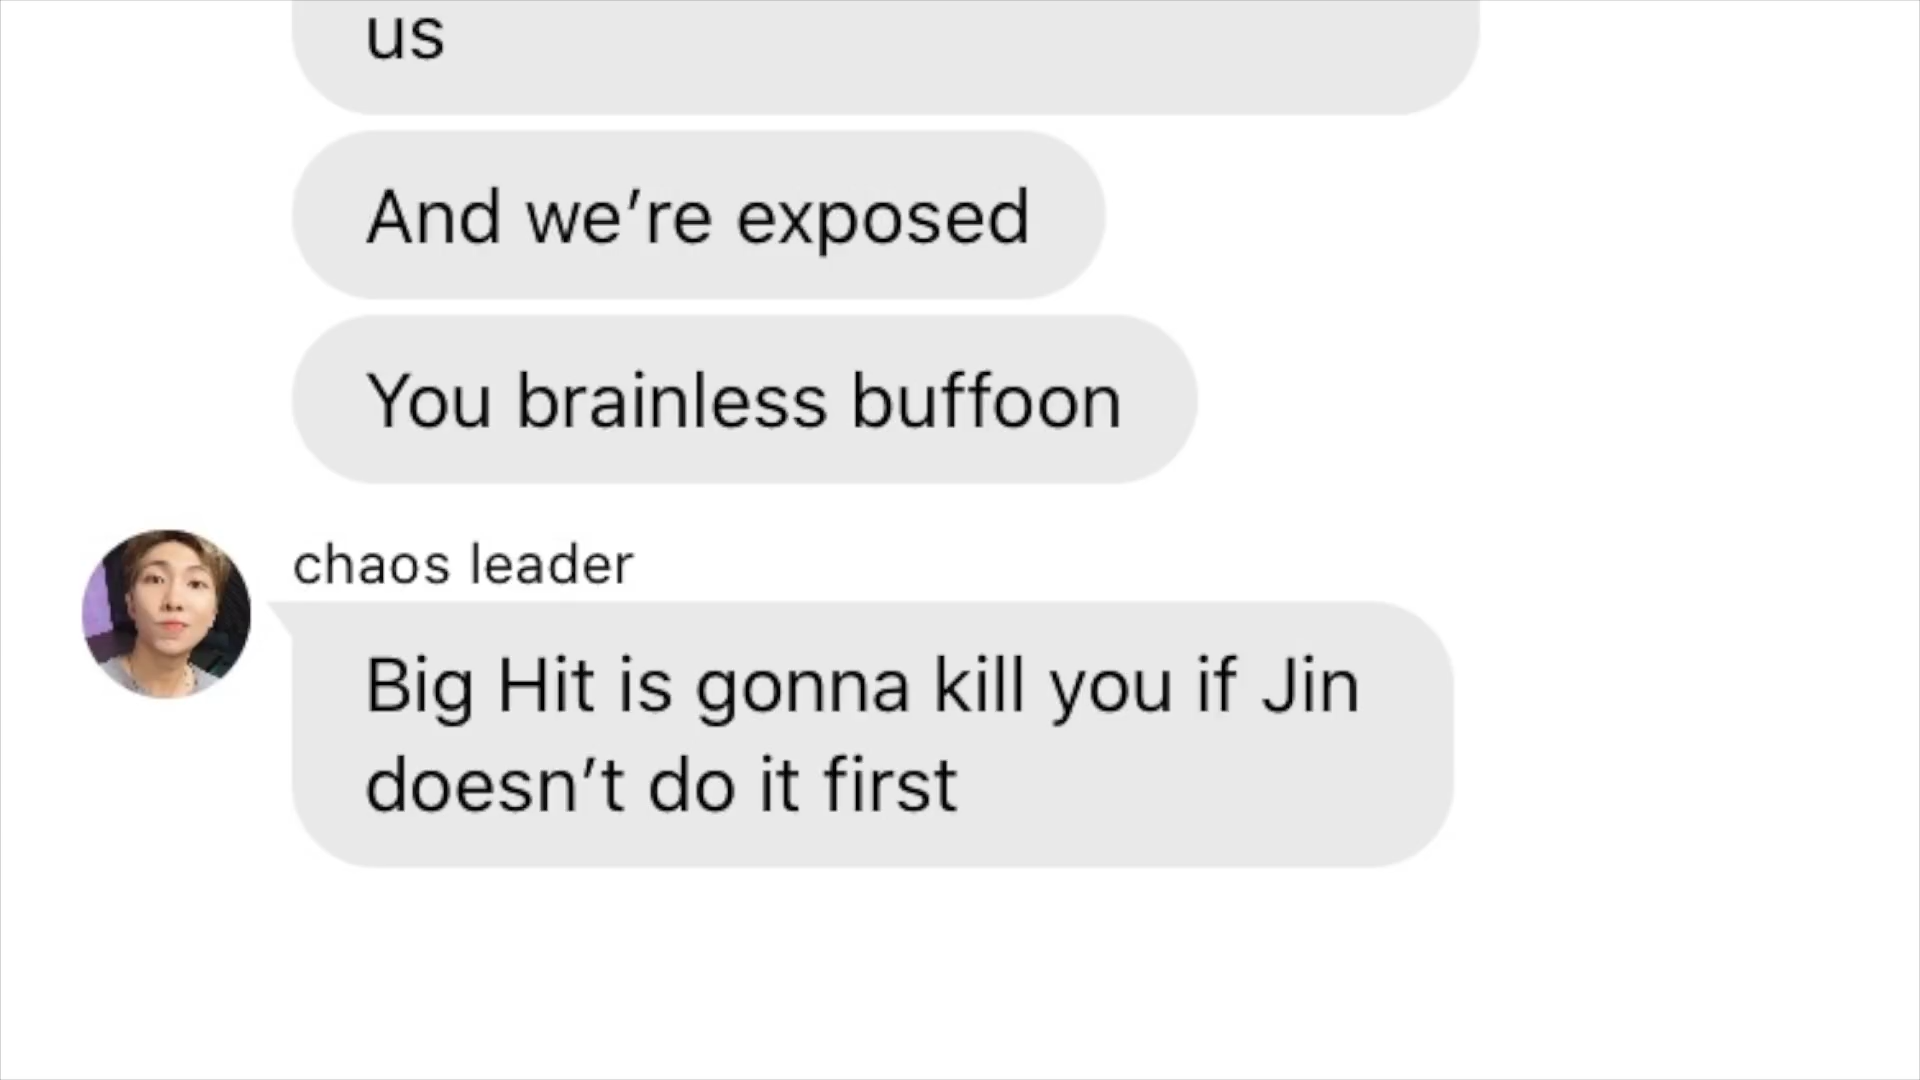 us
And we’re exposed
You brainless buffoon
chaos leader
Big Hit is gonna kill you if Jin
doesn’t do it first